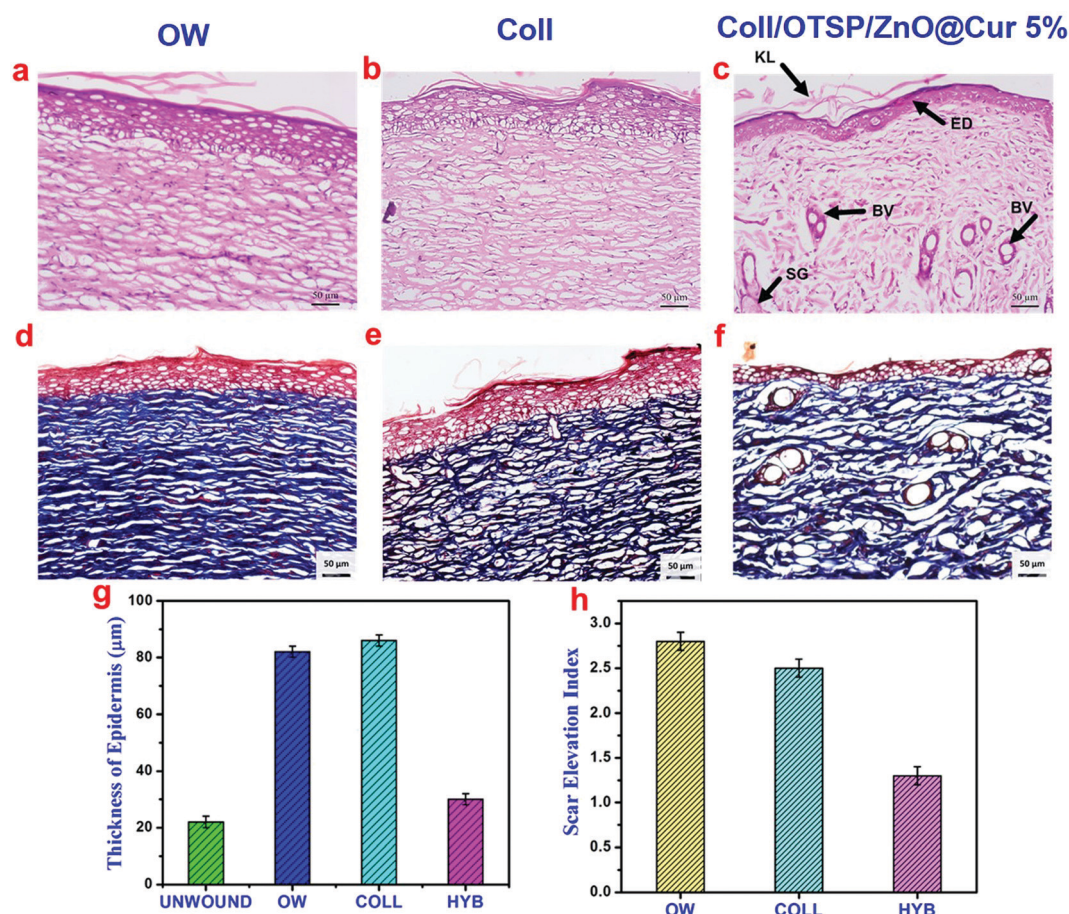 OW
Coll
Coll/OTSP/ZnO@Cur 5%
a
b
c
KL
ED
BV
BV
SG
50 µm
50 µm
50 µm
d
e
f
50 µm
50 µm
50 µm
g
Thickness of Epidermis (µm)
100
80
60
40
20
0
UNWOUND
OW
COLL
HYB
h
Scar Elevation Index
3.0
2.5
2.0
1.5
1.0
0.5
0.0
OW
COLL
HYB